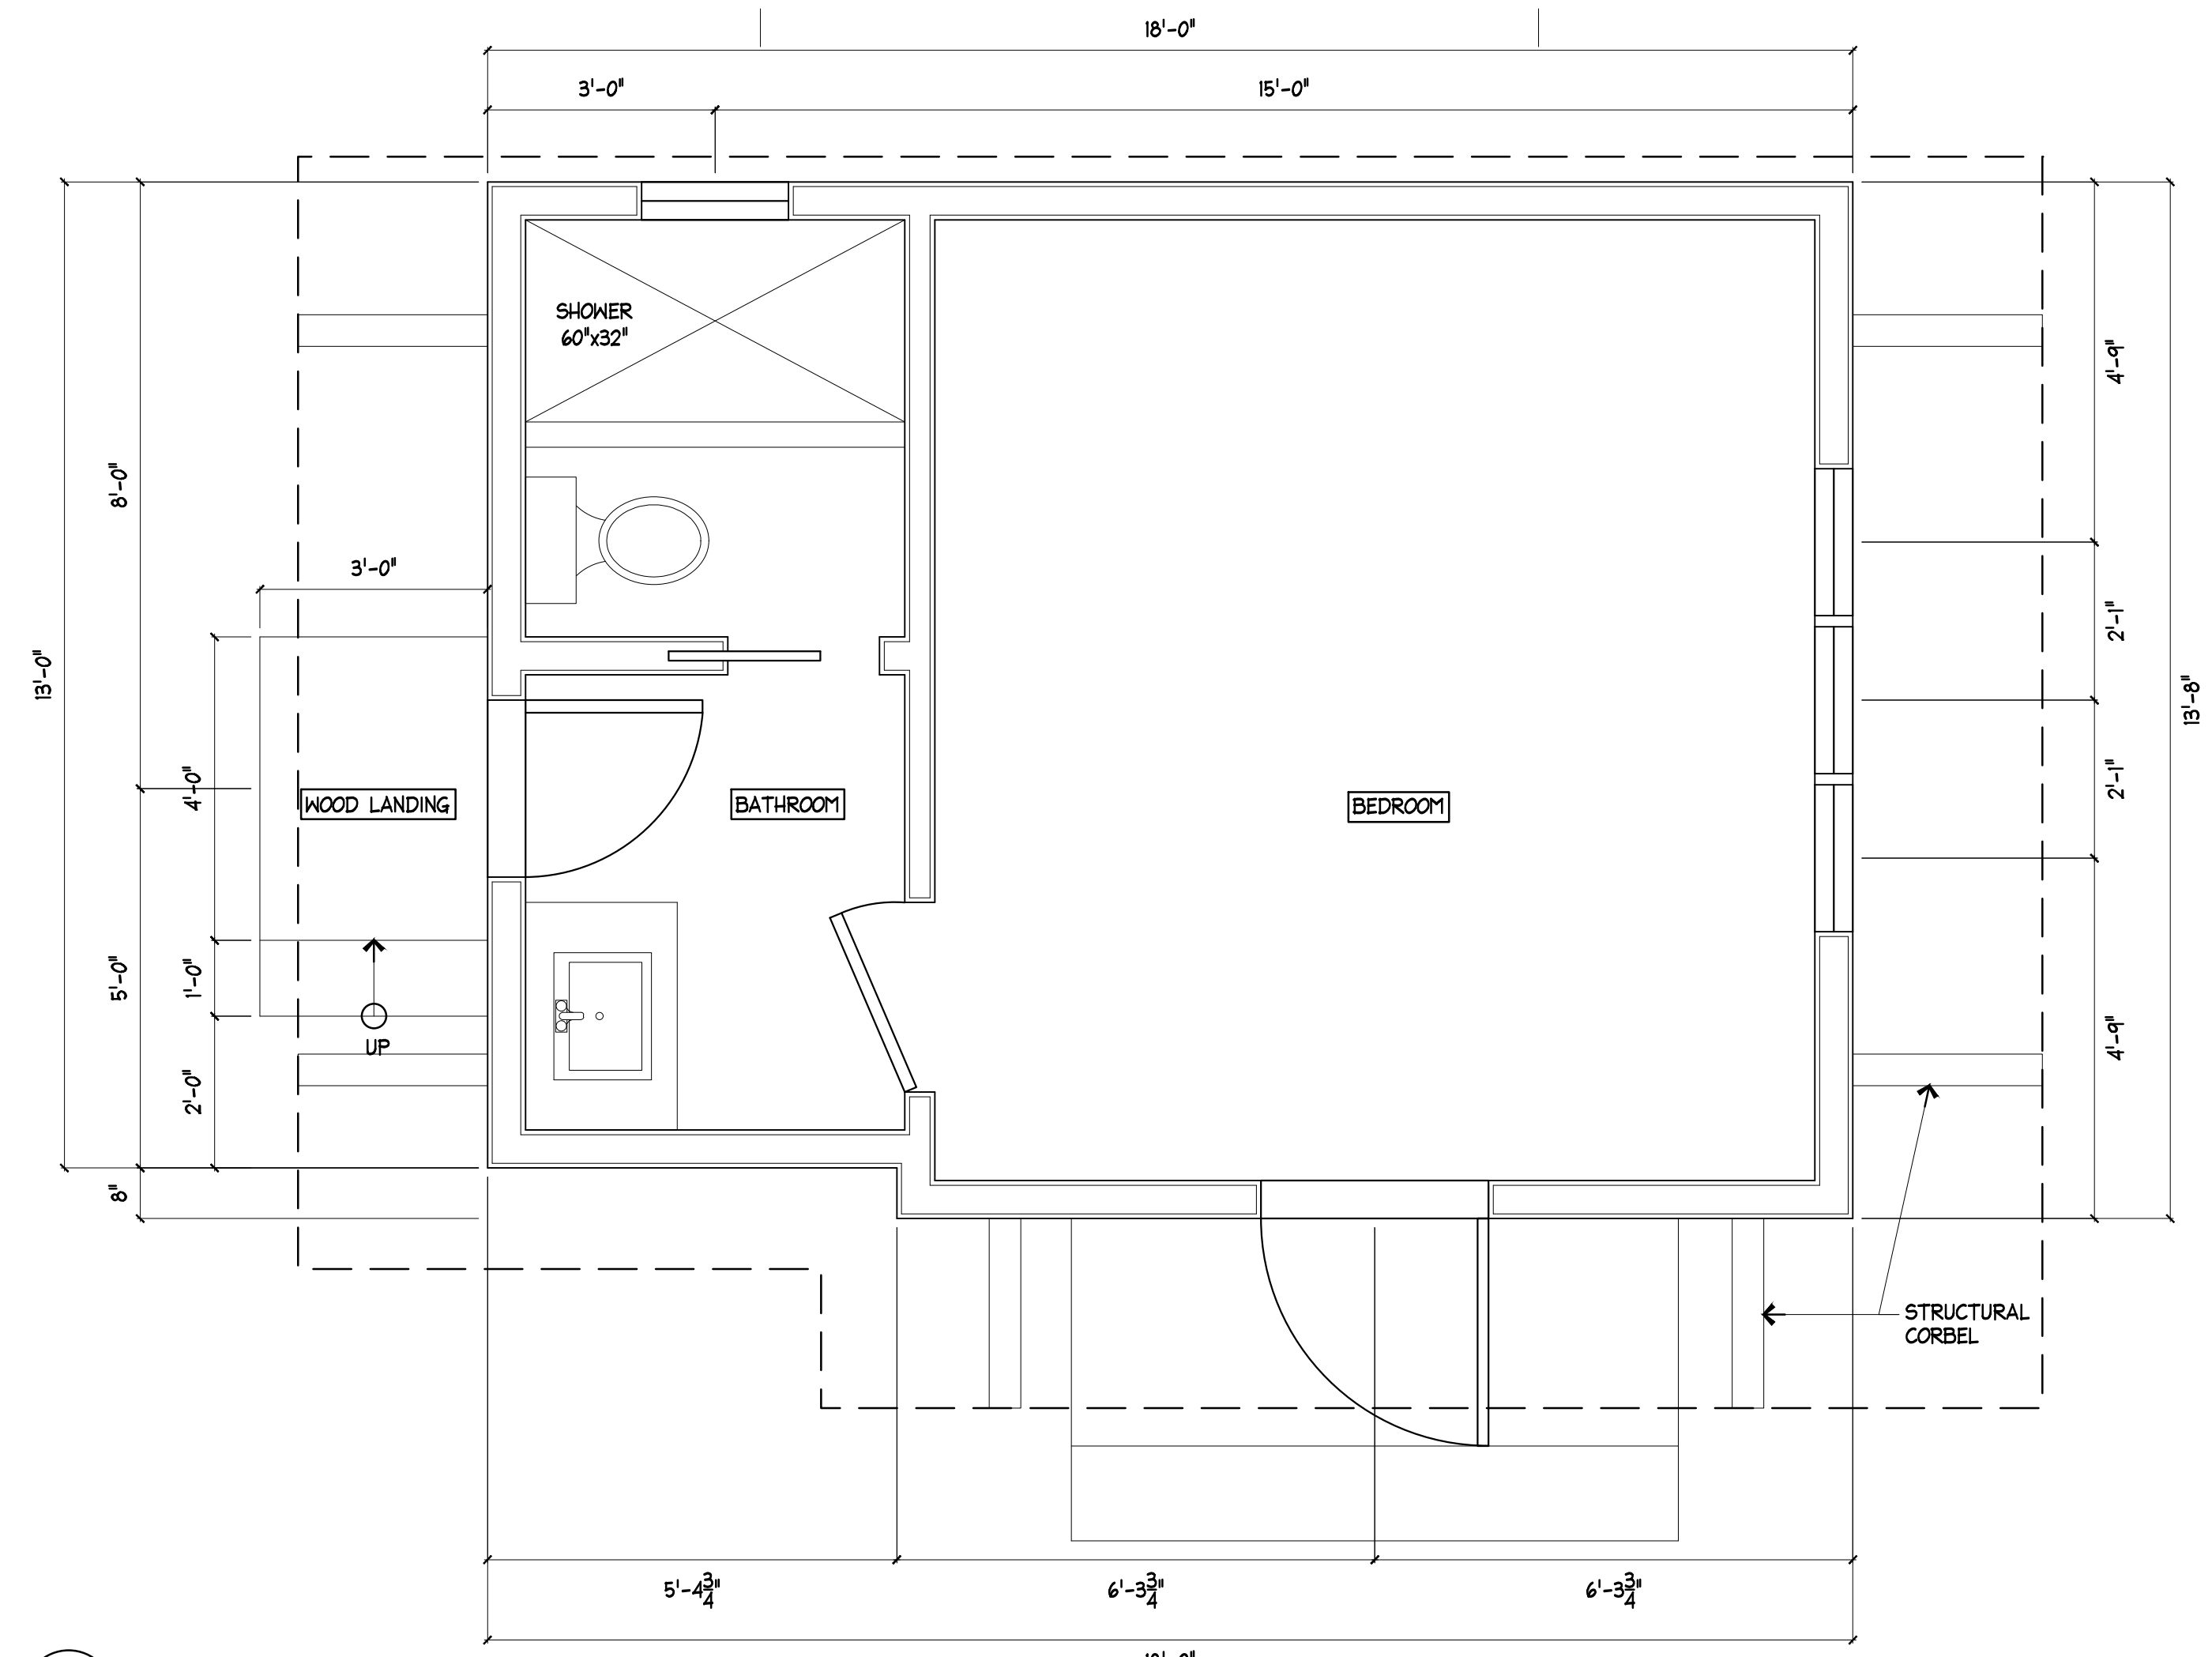 18'-0"
3'-0"
15'-0"
SHOWER
60"x32"
4'-9"
8'-0"
3'-0"
2'-1"
13'-0"
13'-8"
4'-0"
WOOD LANDING
BATHROOM
BEDROOM
2'-1"
5'-0"
1'-0"
UP
4'-9"
2'-0"
8"
STRUCTURAL
CORBEL
5'-4 3/4"
6'-3 3/4"
6'-3 3/4"